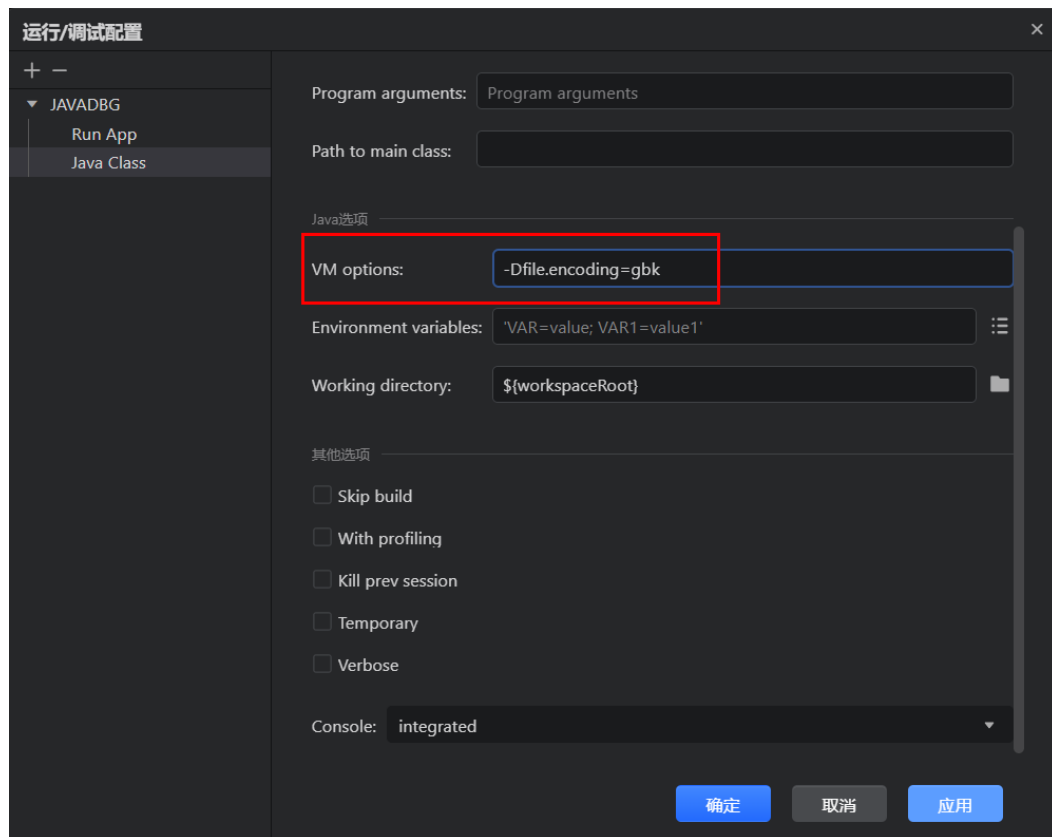 运行/调试配置
JAVADBG
Run App
Java Class
Program arguments: Program arguments
Path to main class:
Java选项
VM options: -Dfile.encoding=gbk
Environment variables: 'VAR=value; VAR1=value1'
Working directory: ${workspaceRoot}
其他选项
Skip build
With profiling
Kill prev session
Temporary
Verbose
Console: integrated
确定 取消 应用